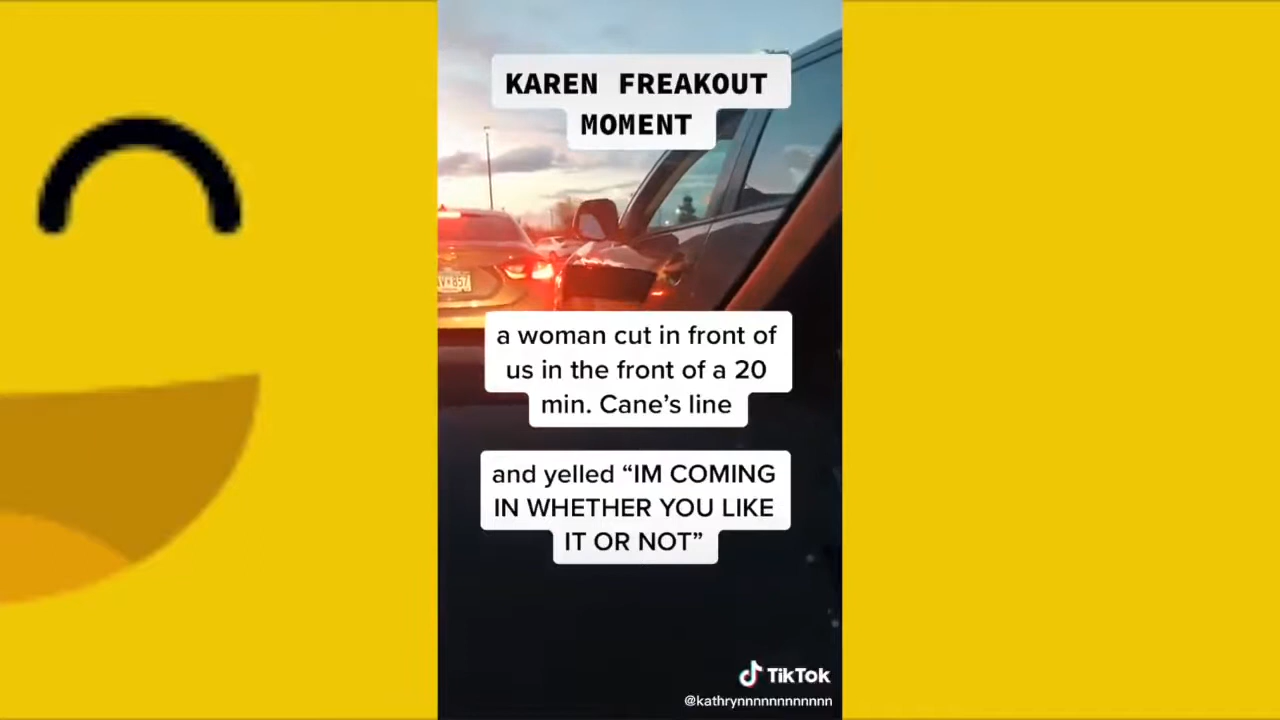 KAREN FREAKOUT
MOMENT
a woman cut in front of
us in the front of a 20
min. Cane’s line
and yelled “IM COMING
IN WHETHER YOU LIKE
IT OR NOT”
TikTok
@kathrynnnnnnnnnnnn